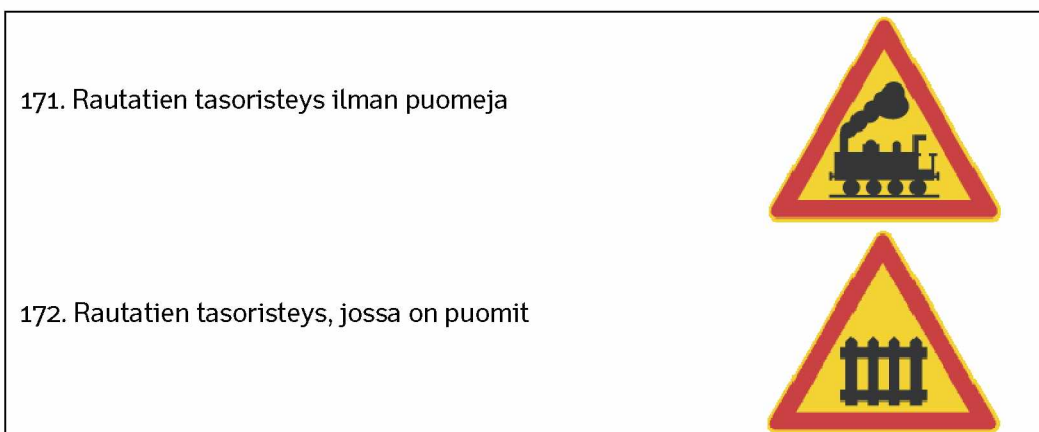 171. Rautatien tasoristeys ilman puomeja
172. Rautatien tasoristeys, jossa on puomit